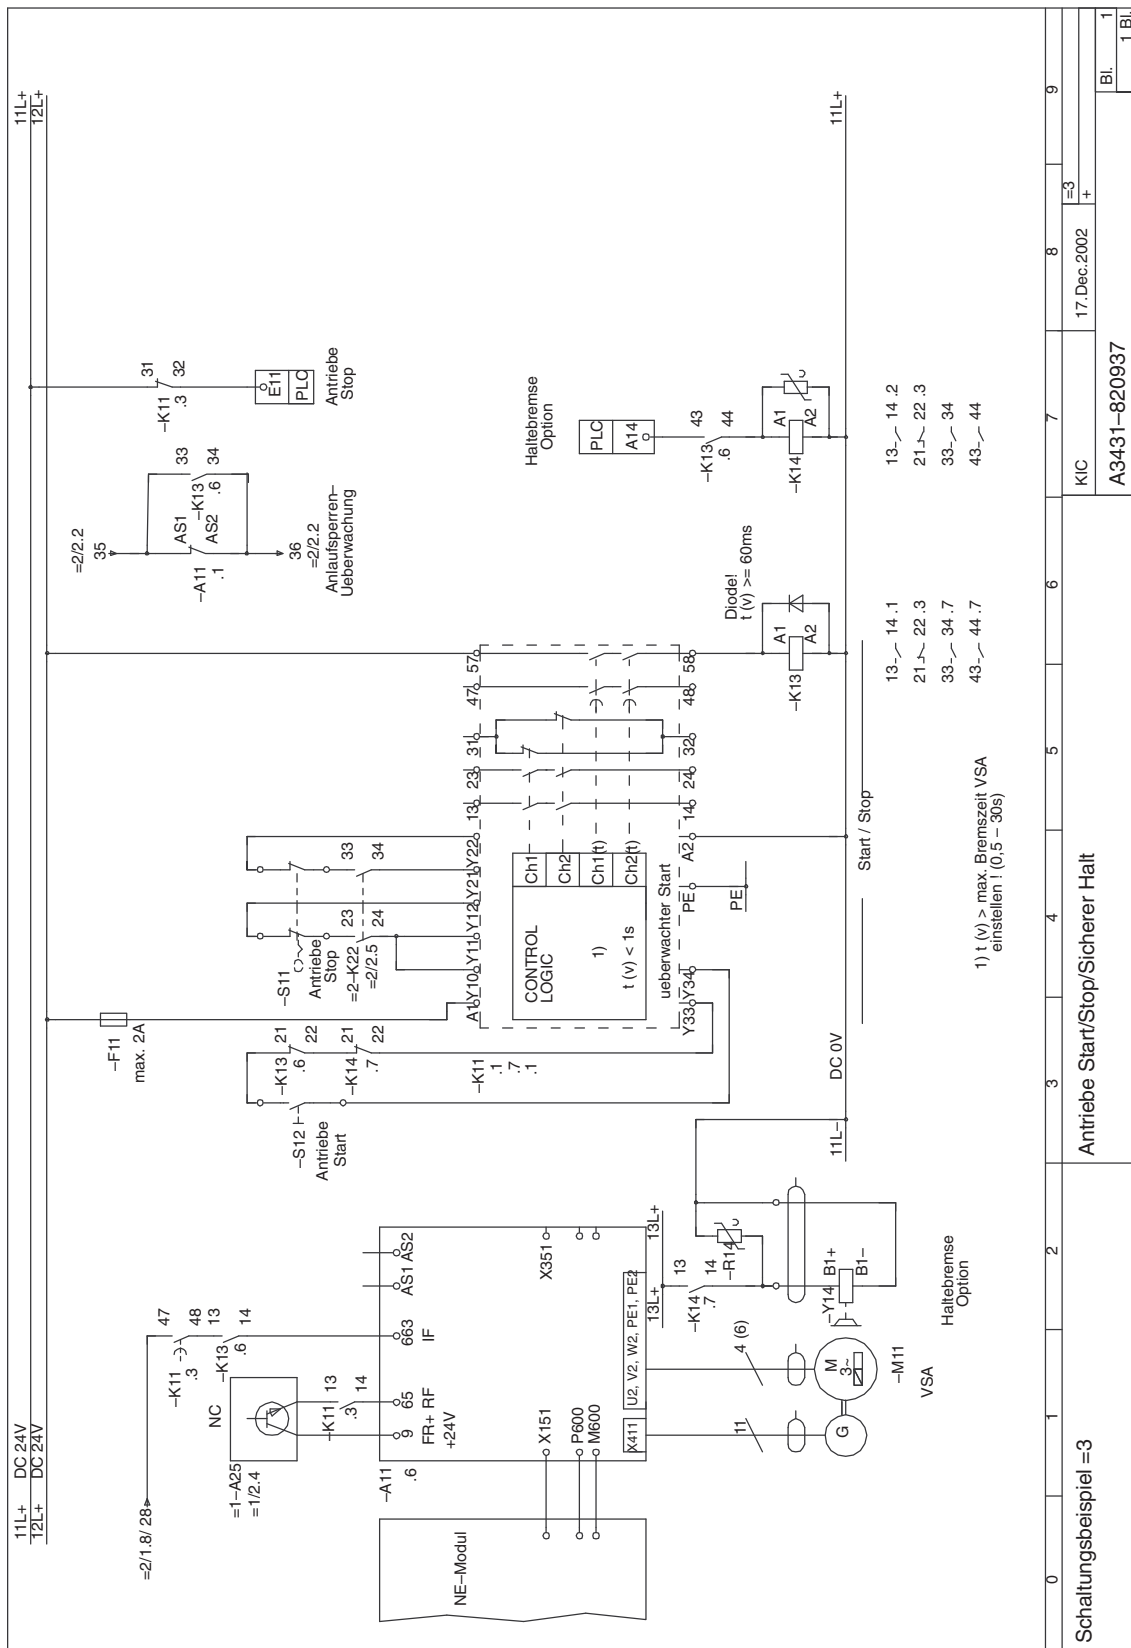 11L+ DC 24V
12L+ DC 24V
11L+
12L+
=2/1.8/ 28
=1–A25
=1/2.4
NC
–K11
.3
47
48
13
14
–K13
.6
–K11
.3
13
14
–A11
.6
9
65
663
AS1
AS2
FR+
RF
IF
+24V
NE–Modul
X151
P600
M600
X351
X411
U2, V2, W2, PE1, PE2
11
4 (6)
G
M
3~
–M11
VSA
13L+
13L+
–K14
.7
13
14
–R14
–Y14
B1+
B1–
Haltebremse
Option
–S12
Antriebe
Start
–K13
.6
21
22
–K14
.7
21
22
–F11
max. 2A
–K11
.1
.7
.1
–S11
Antriebe
Stop
=2–K22
=2/2.5
23
24
33
34
A1
Y10
Y11
Y12
Y21
Y22
13
23
31
47
57
CONTROL
LOGIC
1)
t (v) < 1s
Ch1
Ch2
Ch1(t)
Ch2(t)
ueberwachter Start
Y33
Y34
PE
A2
14
24
32
48
58
PE
11L–
DC 0V
Start / Stop
11L+
=2/2.2
35
–A11
.1
AS1
AS2
–K13
.6
33
34
36
=2/2.2
Anlaufsperren–
Ueberwachung
–K11
.3
31
32
E11
PLC
Antriebe
Stop
Diode!
t (v) >= 60ms
–K13
A1
A2
13- 14 .1
21 22 .3
33- 34 .7
43- 44 .7
Haltebremse
Option
PLC
A14
–K13
.6
43
44
–K14
A1
A2
13- 14 .2
21 22 .3
33- 34
43- 44
1) t (v) > max. Bremszeit VSA
einstellen ! (0,5 – 30s)
0
1
2
3
4
5
6
7
8
9
Schaltungsbeispiel =3
Antriebe Start/Stop/Sicherer Halt
KIC
17.Dec.2002
=3
+
A3431–820937
Bl.
1
1 Bl.